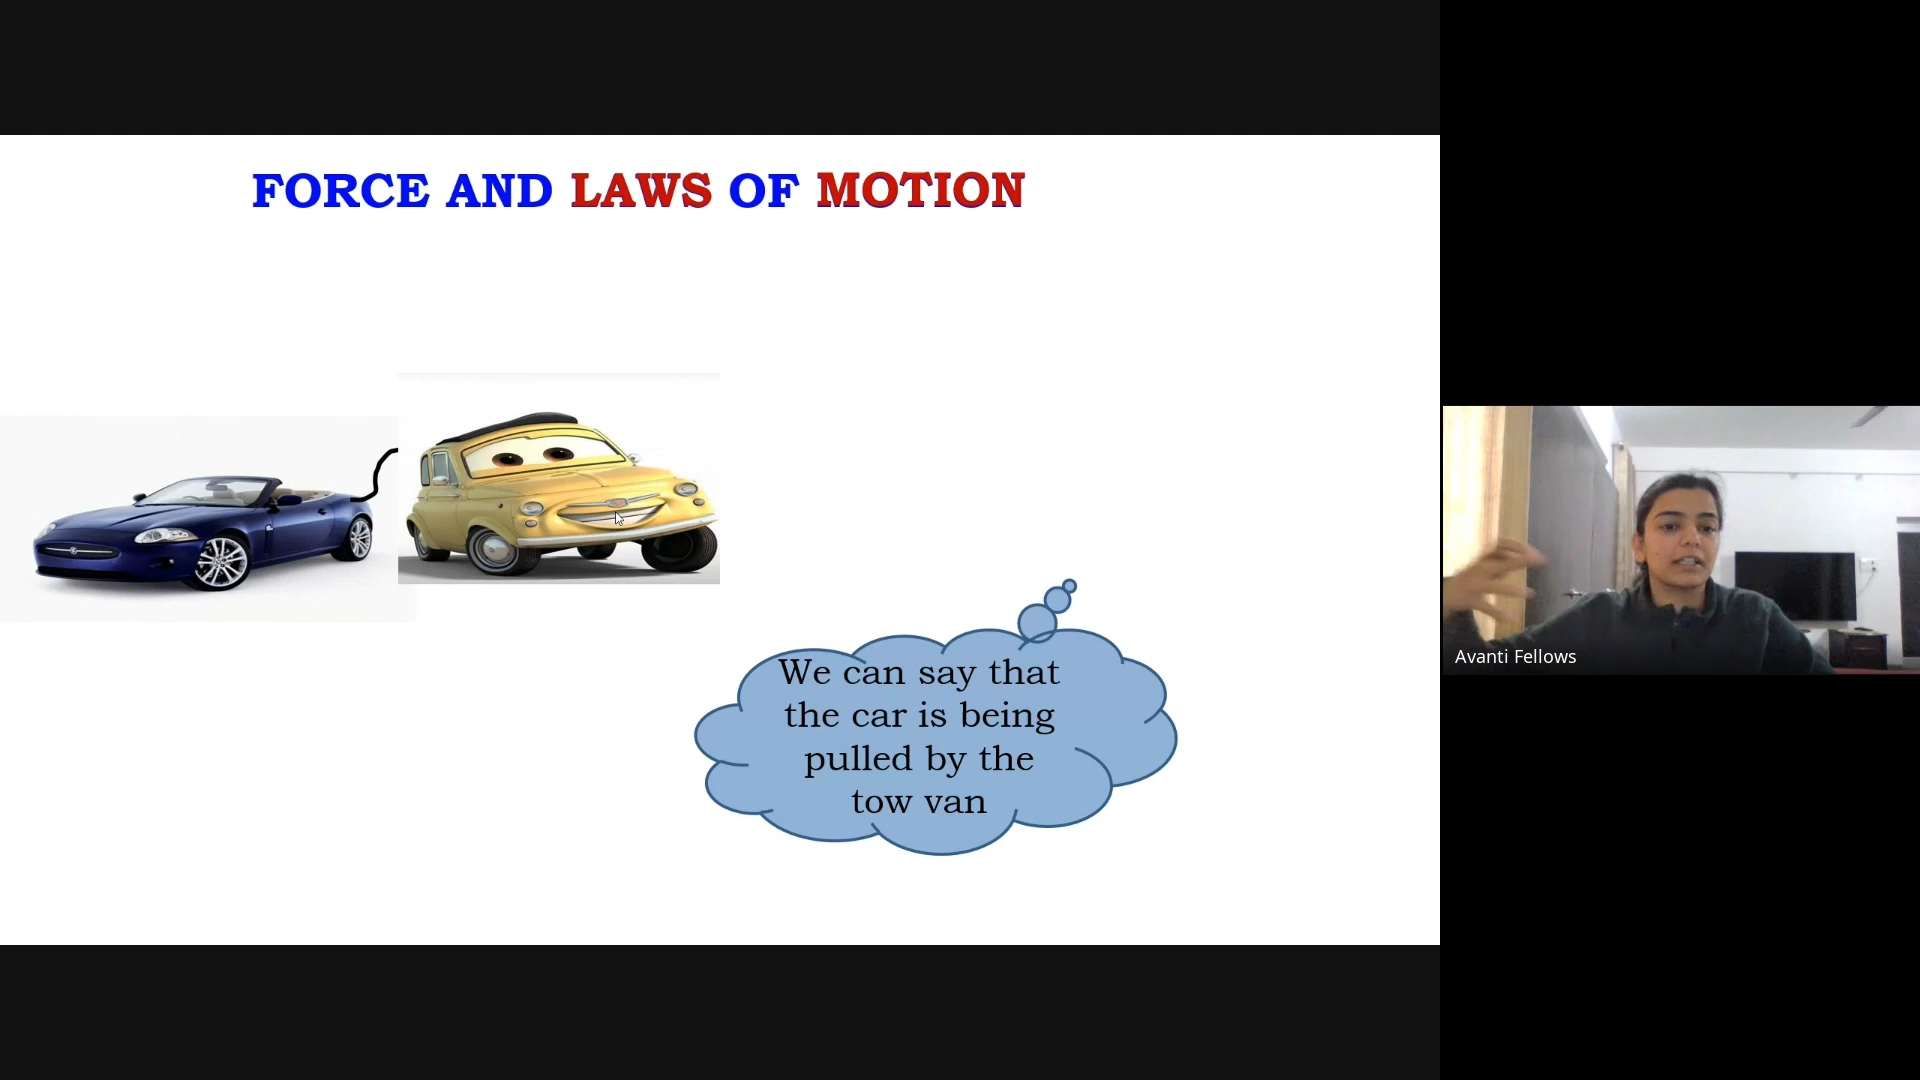 FORCE AND LAWS OF MOTION
We can say that
the car is being
pulled by the
tow van
Avanti Fellows